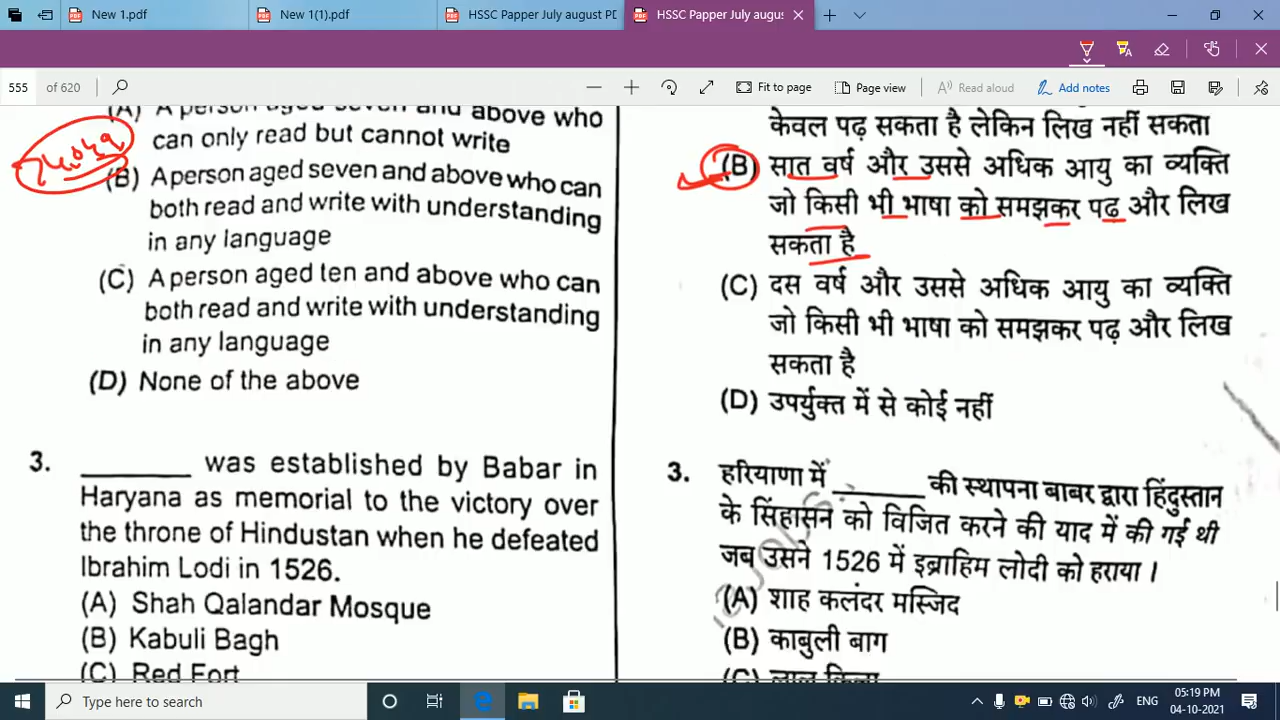 New 1.pdf
New 1(1).pdf
HSSC Papper July august PD
HSSC Papper July augus
555 of 620
Fit to page
Page view
Read aloud
Add notes
(A) A person aged seven and above who
can only read but cannot write
(B) A person aged seven and above who can
both read and write with understanding
in any language
(C) A person aged ten and above who can
both read and write with understanding
in any language
(D) None of the above
3. ________ was established by Babar in
Haryana as memorial to the victory over
the throne of Hindustan when he defeated
Ibrahim Lodi in 1526.
(A) Shah Qalandar Mosque
(B) Kabuli Bagh
(C) Red Fort
केवल पढ़ सकता है लेकिन लिख नहीं सकता
(B) सात वर्ष और उससे अधिक आयु का व्यक्ति
जो किसी भी भाषा को समझकर पढ़ और लिख
सकता है
(C) दस वर्ष और उससे अधिक आयु का व्यक्ति
जो किसी भी भाषा को समझकर पढ़ और लिख
सकता है
(D) उपर्युक्त में से कोई नहीं
3. हरियाणा में ________ की स्थापना बाबर द्वारा हिंदुस्तान
के सिंहासन को विजित करने की याद में की गई थी
जब उसने 1526 में इब्राहिम लोदी को हराया ।
(A) शाह कलंदर मस्जिद
(B) काबुली बाग
(C) लाल किला
Type here to search
05:19 PM
04-10-2021